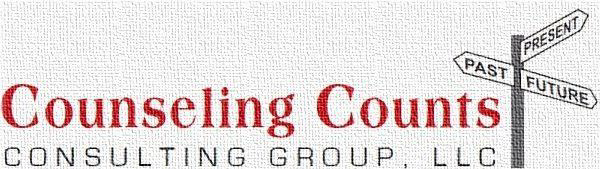 PRESENT
PAST
FUTURE
Counseling Counts
CONSULTING GROUP, LLC